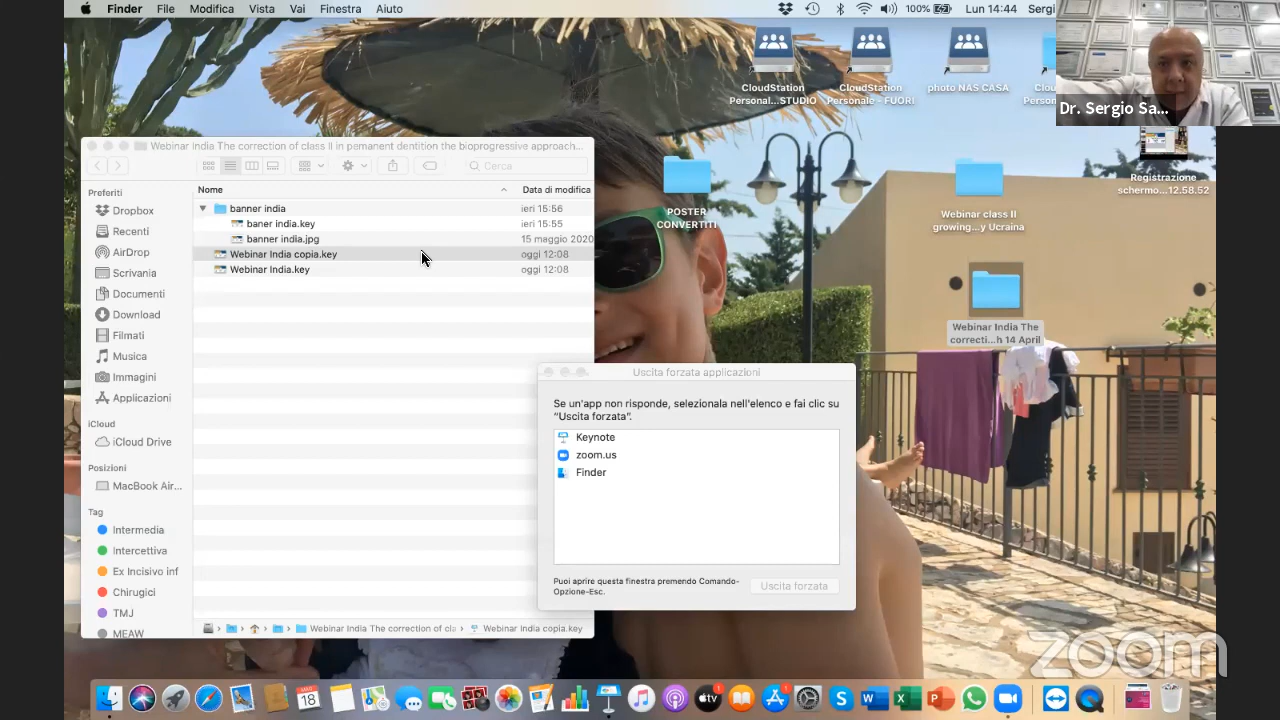 Finder File Modifica Vista Vai Finestra Aiuto
100% Lun 14:44 Sergi
CloudStation
Personal...STUDIO
CloudStation
Personale - FUORI
photo NAS CASA
Clou
Person
Dr. Sergio Sa...
Registrazione
schermo...12.58.52
POSTER
CONVERTITI
Webinar class II
growing...y Ucraina
Webinar India The
correcti...h 14 April
Webinar India The correction of class II in pemanent dentition the bioprogressive approach...
Cerca
Preferiti
Dropbox
Recenti
AirDrop
Scrivania
Documenti
Download
Filmati
Musica
Immagini
Applicazioni
iCloud
iCloud Drive
Posizioni
MacBook Air...
Tag
Intermedia
Intercettiva
Ex Incisivo inf
Chirugici
TMJ
MEAW
Nome Data di modifica
banner india ieri 15:56
baner india.key ieri 15:55
banner india.jpg 15 maggio 2020
Webinar India copia.key oggi 12:08
Webinar India.key oggi 12:08
Webinar India The correction of cl Webinar India copia.key
Uscita forzata applicazioni
Se un'app non risponde, selezionala nell'elenco e fai clic su
"Uscita forzata".
Keynote
zoom.us
Finder
Puoi aprire questa finestra premendo Comando-
Opzione-Esc.
Uscita forzata
zoom
MAG
18
tv